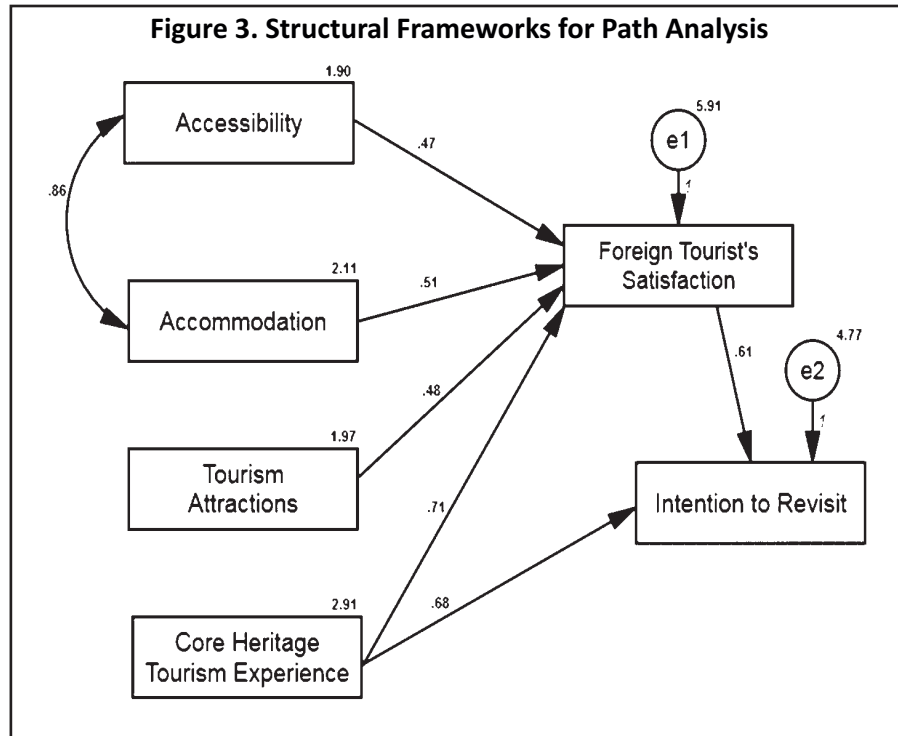 Figure 3. Structural Frameworks for Path Analysis
1.90
Accessibility
.47
5.91
e1
1
.86
Foreign Tourist's
Satisfaction
2.11
Accommodation
.51
.61
4.77
e2
1
.48
1.97
Tourism
Attractions
.71
Intention to Revisit
.68
2.91
Core Heritage
Tourism Experience